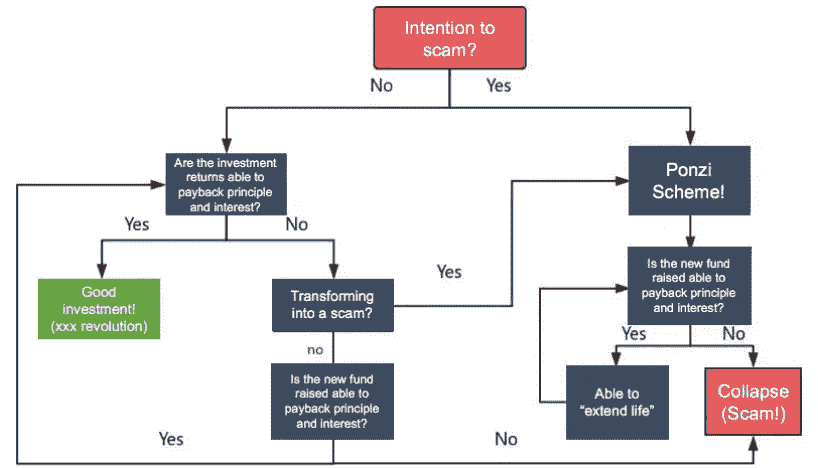 Intention to
scam?
No
Yes
Are the investment
returns able to
payback principle
and interest?
Ponzi
Scheme!
Yes
No
Yes
Good
investment!
(xxx revolution)
Transforming
into a scam?
Is the new fund
raised able to
payback principle
and interest?
no
Yes
No
Is the new fund
raised able to
payback principle
and interest?
Able to
"extend life"
Collapse
(Scam!)
Yes
No